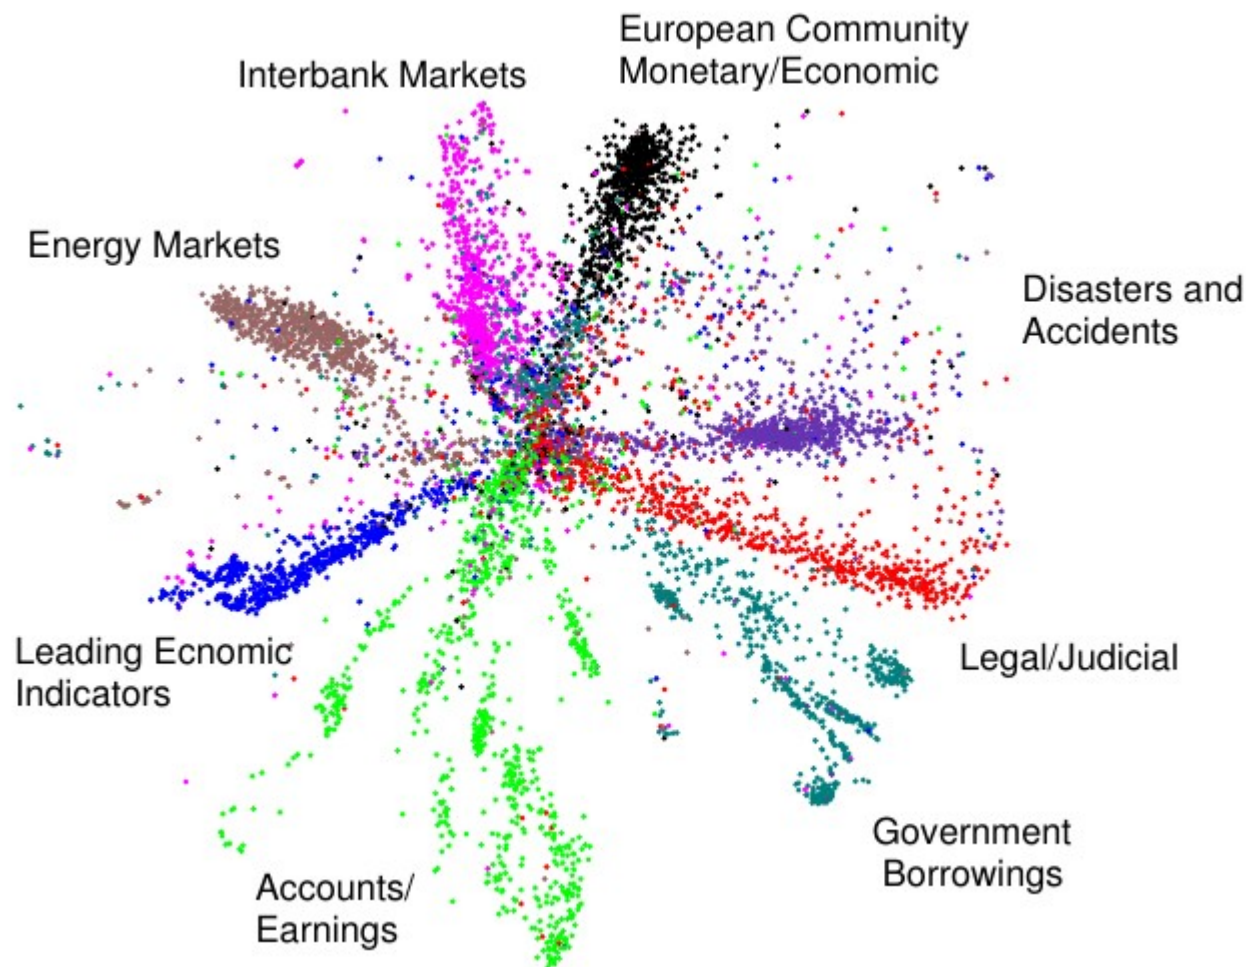 European Community
Monetary/Economic
Interbank Markets
Energy Markets
Disasters and
Accidents
Leading Ecnomic
Indicators
Legal/Judicial
Government
Borrowings
Accounts/
Earnings